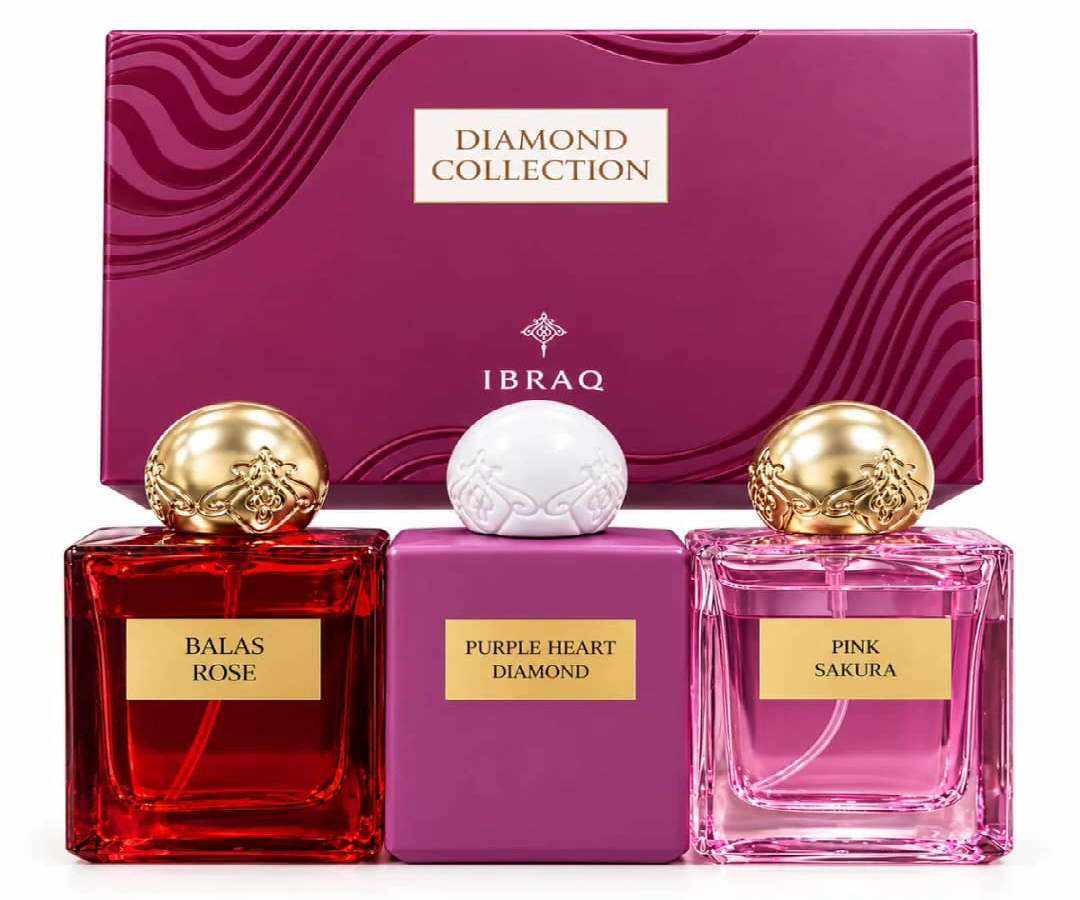 DIAMOND
COLLECTION
IBRAQ
BALAS
ROSE
PURPLE HEART
DIAMOND
PINK
SAKURA